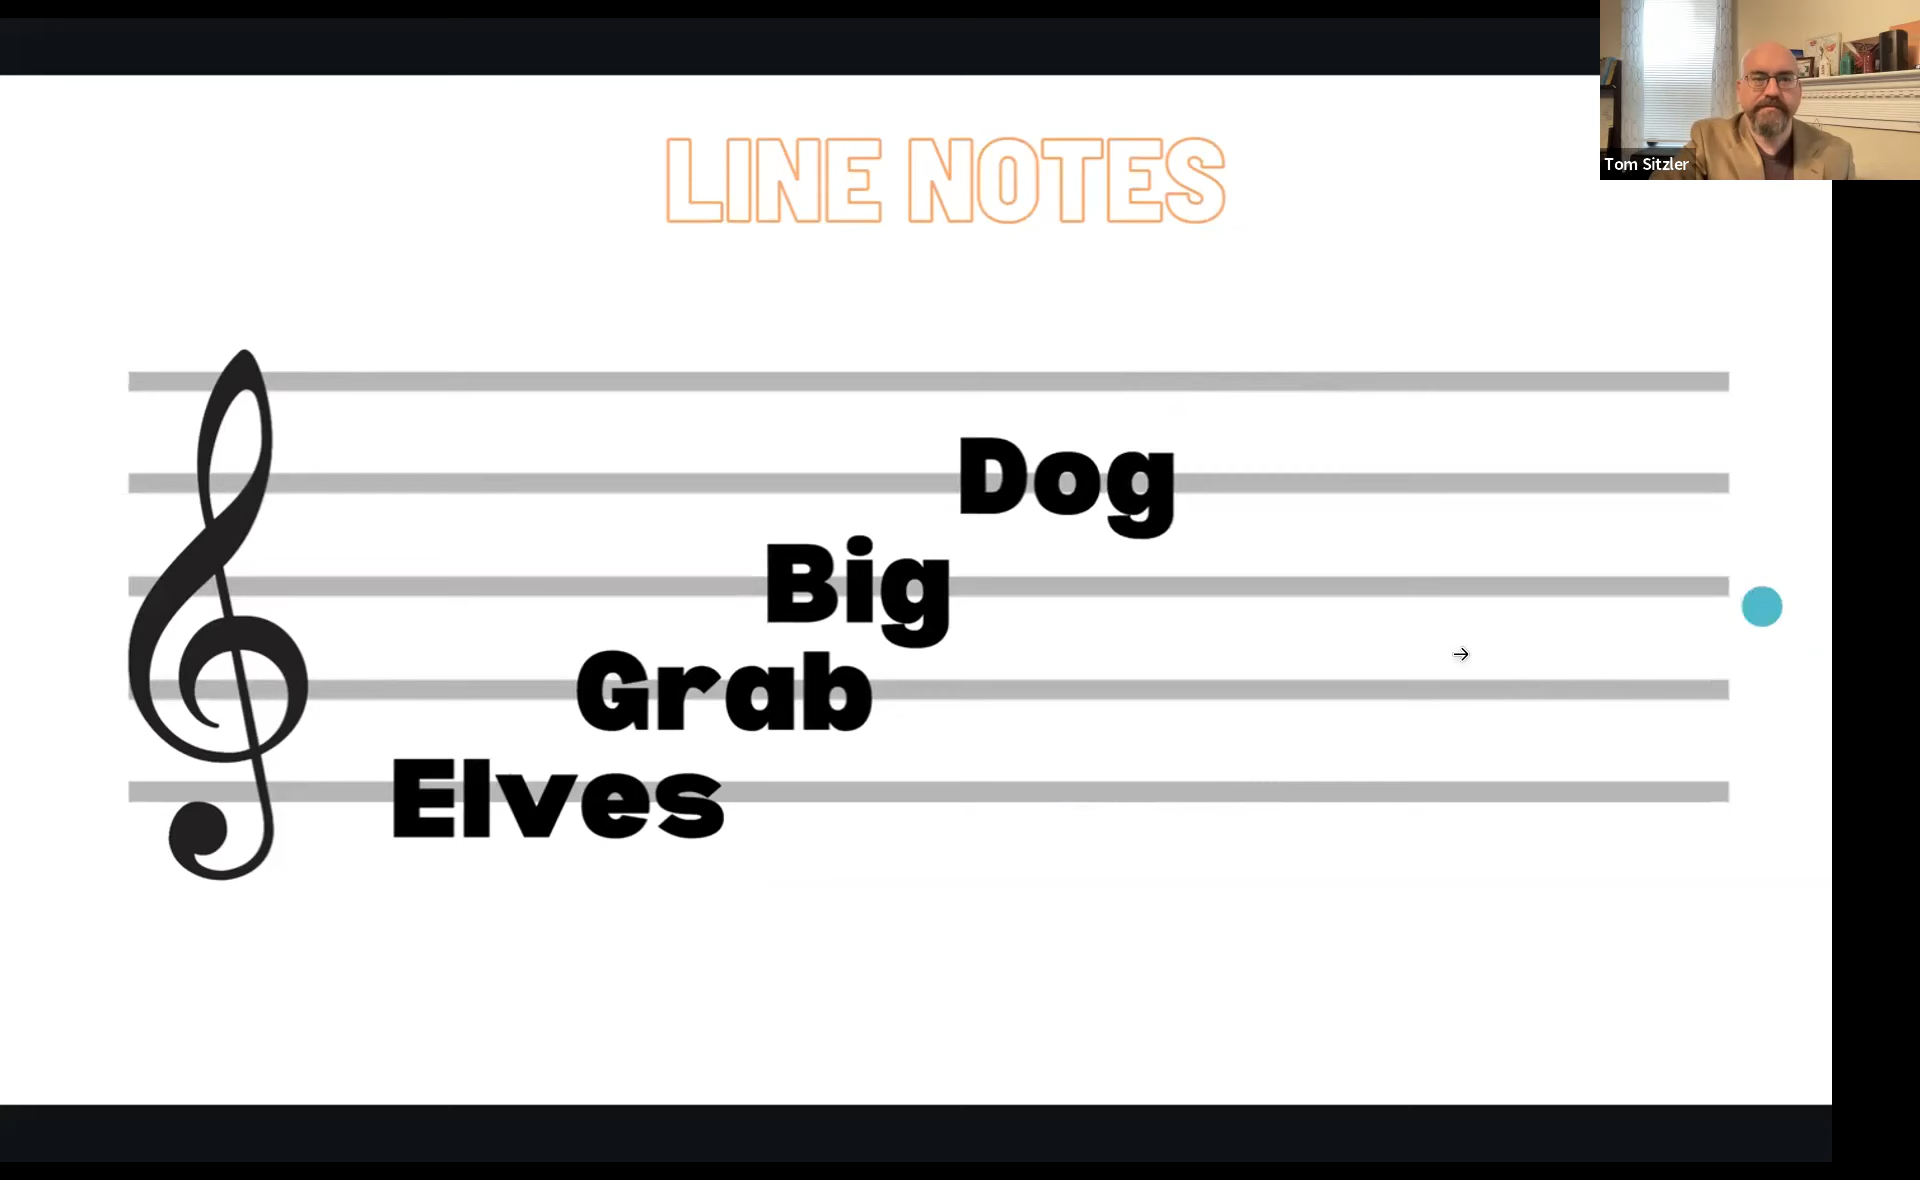 LINE NOTES
Tom Sitzler
Dog
Big
Grab
Elves